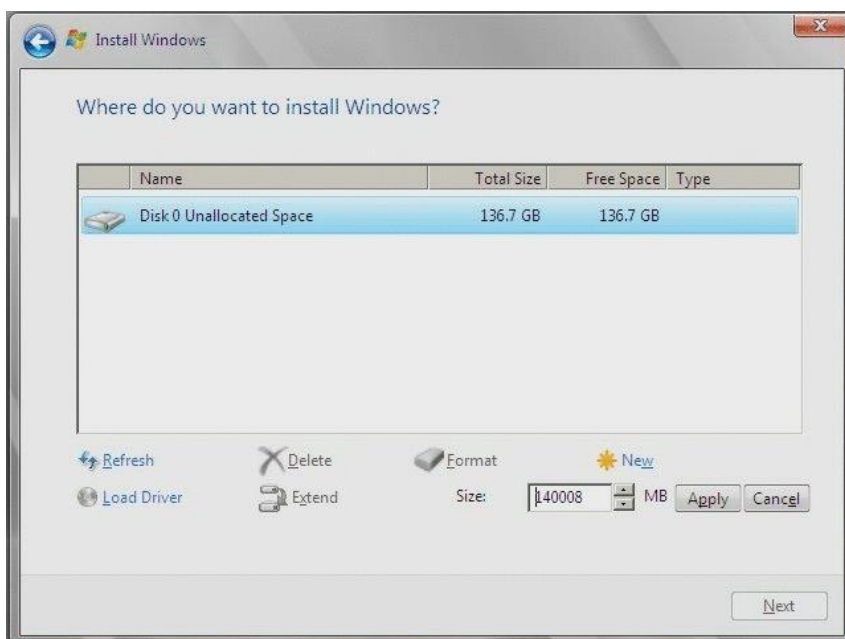 Install Windows
Where do you want to install Windows?
Name Total Size Free Space Type
Disk 0 Unallocated Space 136.7 GB 136.7 GB
Refresh Delete Format New
Load Driver Extend Size: 140008 MB Apply Cancel
Next